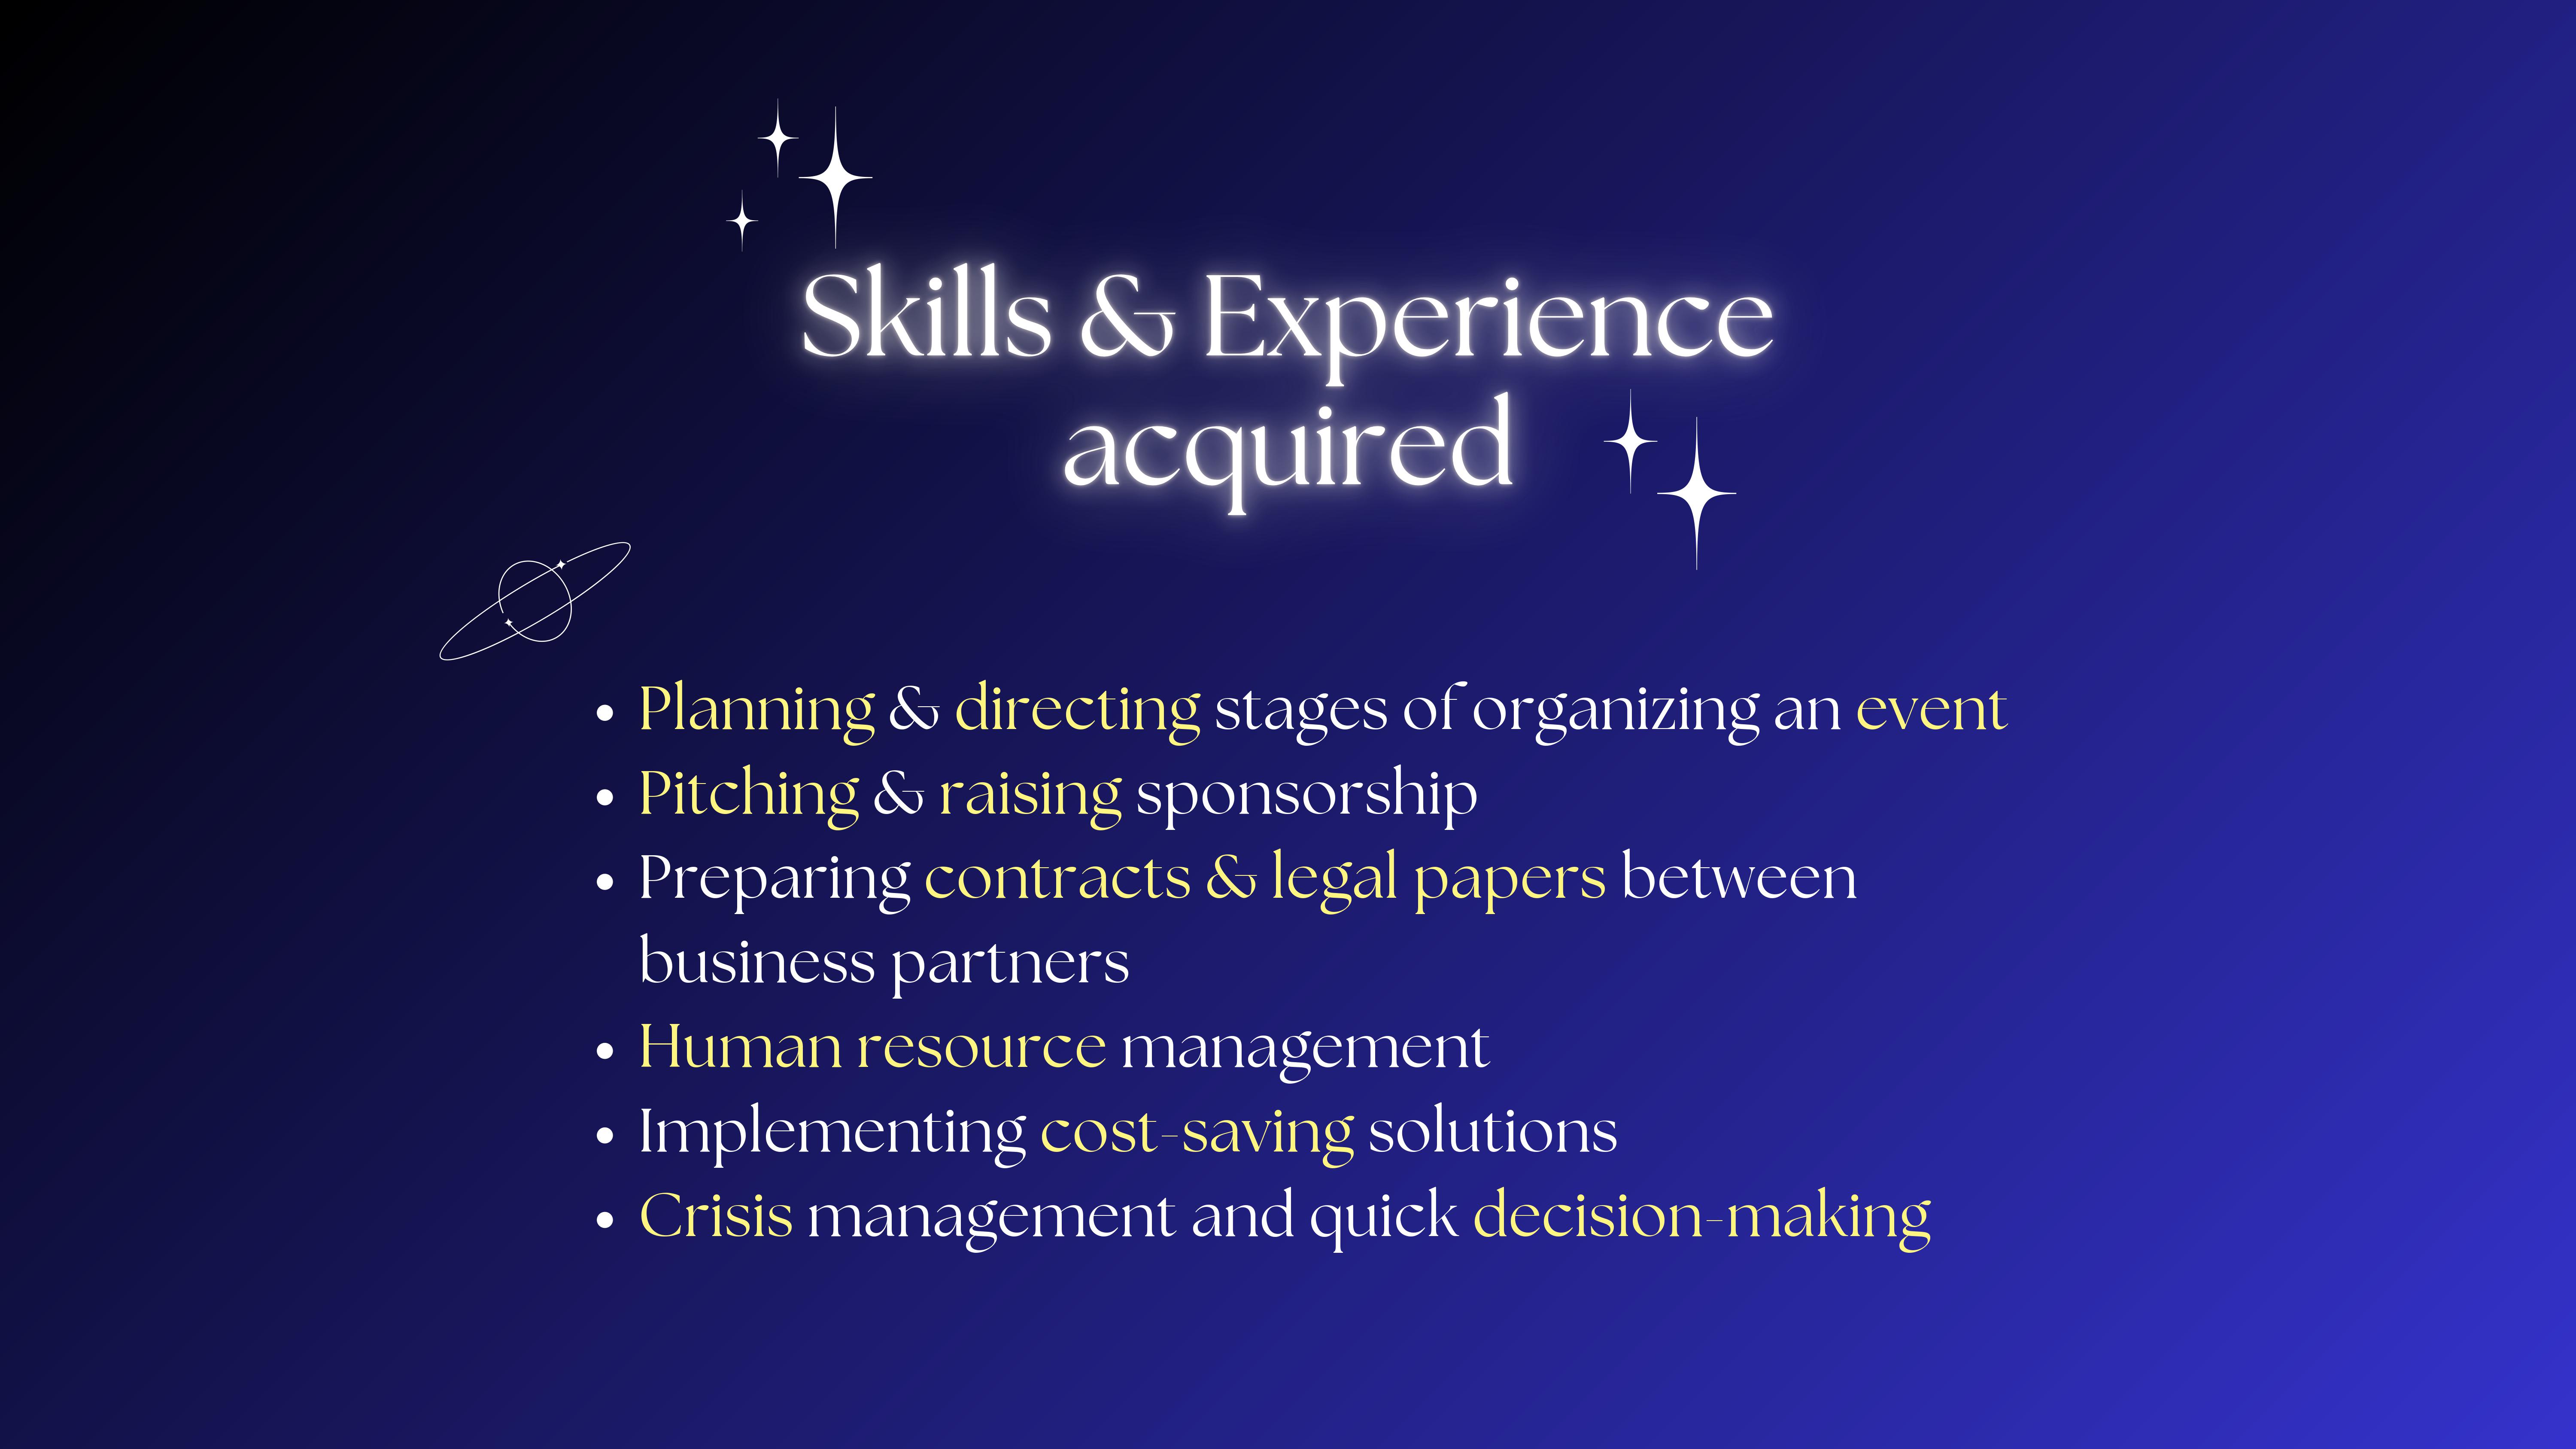 Skills & Experience
acquired
• Planning & directing stages of organizing an event
• Pitching & raising sponsorship
• Preparing contracts & legal papers between
business partners
• Human resource management
• Implementing cost-saving solutions
• Crisis management and quick decision-making